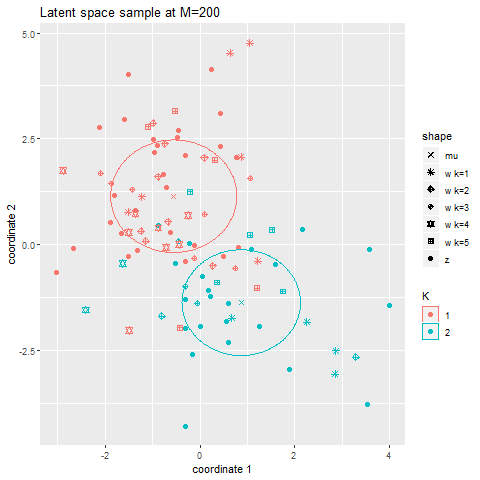 Latent space sample at M=200
5.0
2.5
0.0
-2.5
coordinate 2
-2
0
2
4
coordinate 1
shape
mu
w k=1
w k=2
w k=3
w k=4
w k=5
z
K
1
2